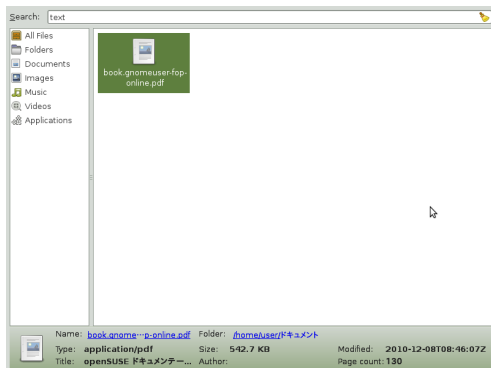 Search: text
All Files
Folders
Documents
Images
Music
Videos
Applications
book.gnomeuser-fop-
online.pdf
Name: book.gnome···p-online.pdf Folder: /home/user/ドキュメント
Type: application/pdf Size: 542.7 KB Modified: 2010-12-08T08:46:07Z
Title: openSUSE ドキュメンテー... Author: Page count: 130